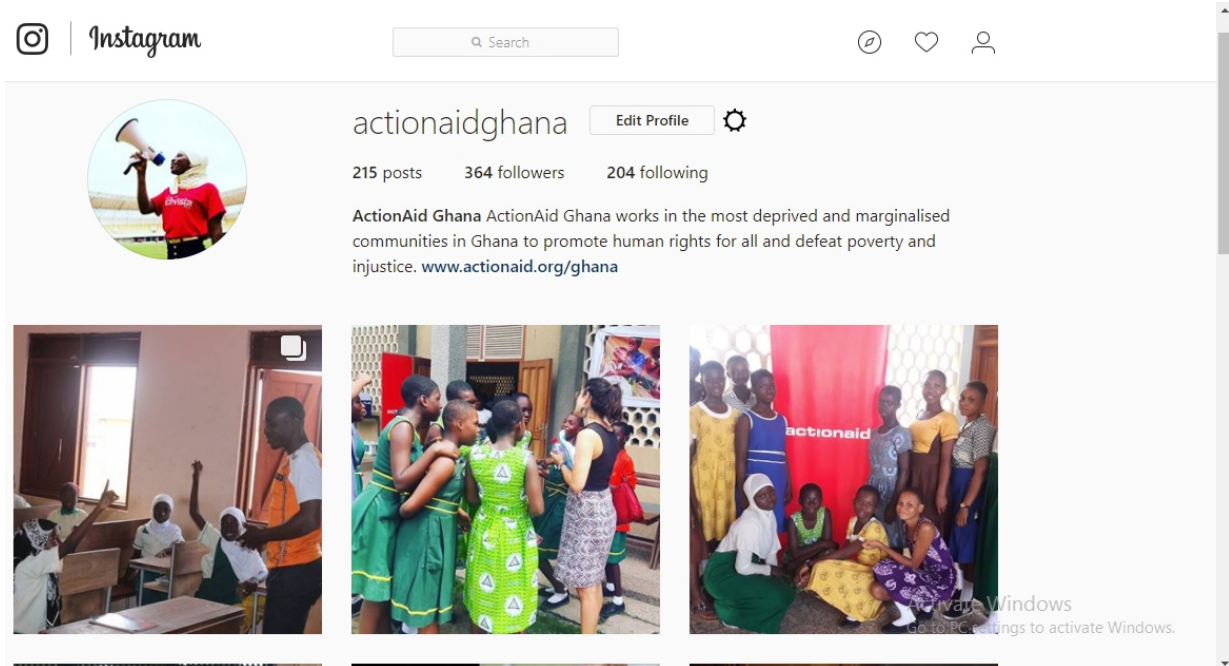 Instagram
Search
actionaidghana Edit Profile
215 posts 364 followers 204 following
ActionAid Ghana ActionAid Ghana works in the most deprived and marginalised
communities in Ghana to promote human rights for all and defeat poverty and
injustice. www.actionaid.org/ghana
actionaid
Activate Windows
Go to PC settings to activate Windows.